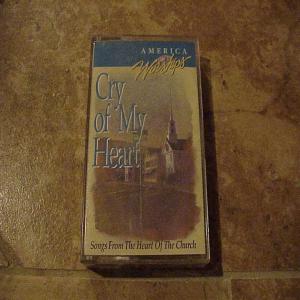 AMERICA
Worships
Cry
of My
Heart
Songs From The Heart Of The Church